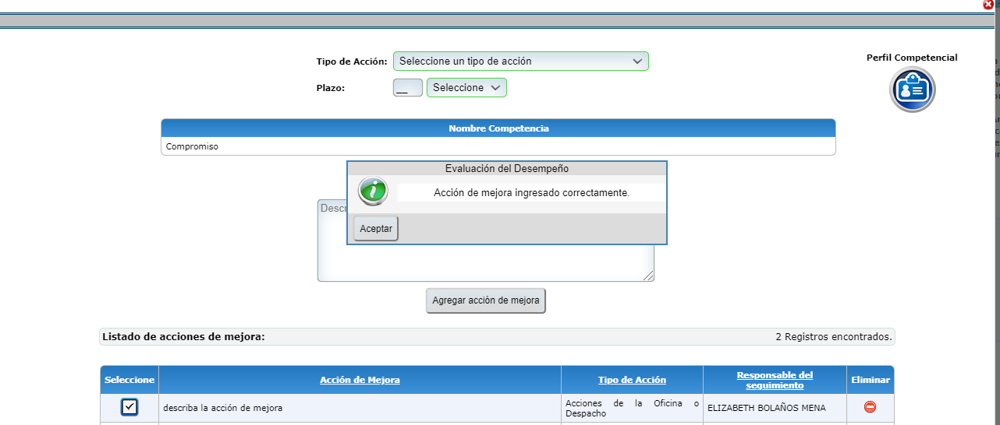 Tipo de Acción: Seleccione un tipo de acción
Perfil Competencial
Plazo: __ Seleccione
Nombre Competencia
Compromiso
Evaluación del Desempeño
Acción de mejora ingresado correctamente.
Descr
Aceptar
Agregar acción de mejora
Listado de acciones de mejora: 2 Registros encontrados.
Seleccione Acción de Mejora Tipo de Acción Responsable del seguimiento Eliminar
describa la acción de mejora Acciones de la Oficina o Despacho ELIZABETH BOLAÑOS MENA